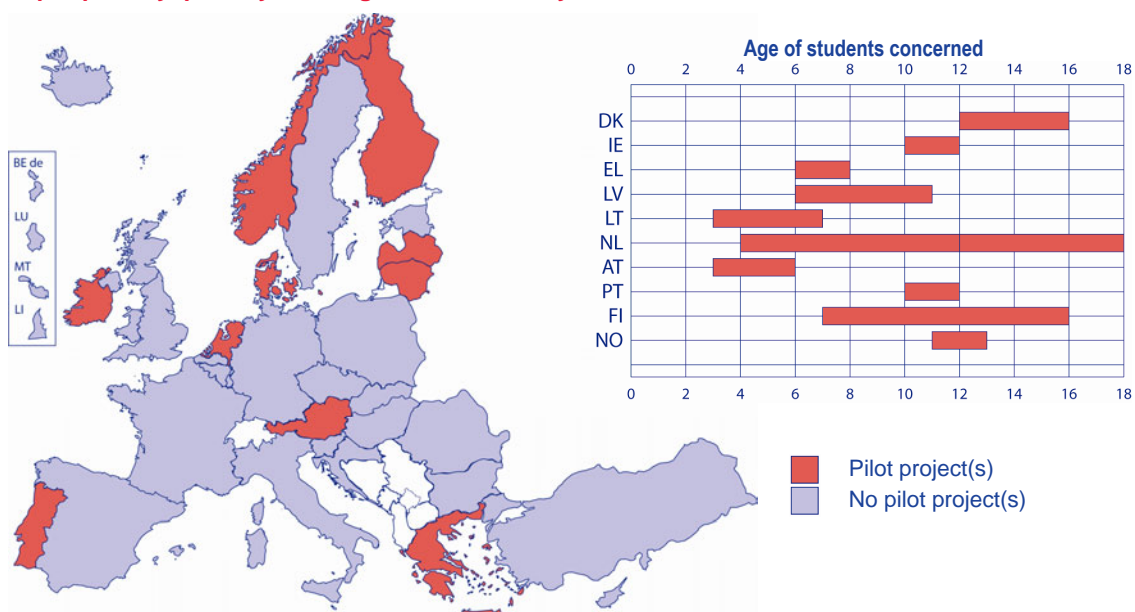 Age of students concerned
0 2 4 6 8 10 12 14 16 18
DK
IE
EL
LV
LT
NL
AT
PT
FI
NO
0 2 4 6 8 10 12 14 16 18
BE de
LU
MT
LI
Pilot project(s)
No pilot project(s)